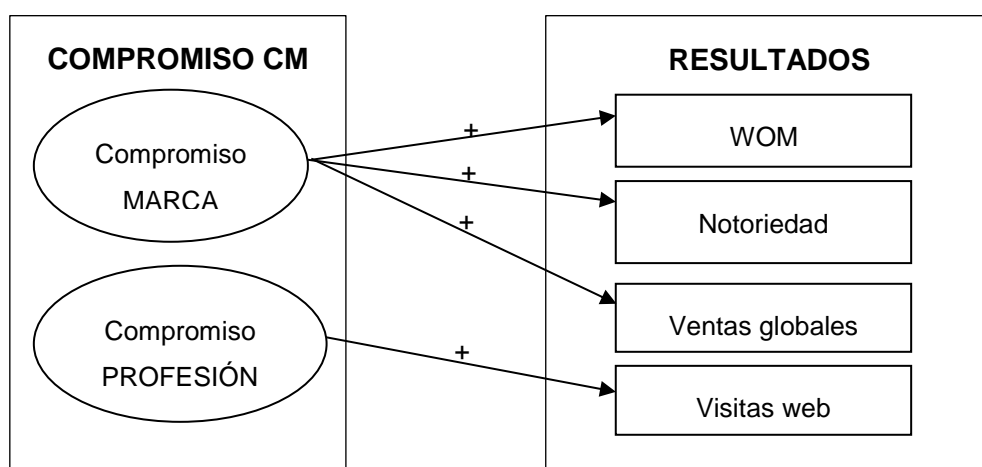 COMPROMISO CM
Compromiso
MARCA
Compromiso
PROFESIÓN
+
+
+
+
RESULTADOS
WOM
Notoriedad
Ventas globales
Visitas web